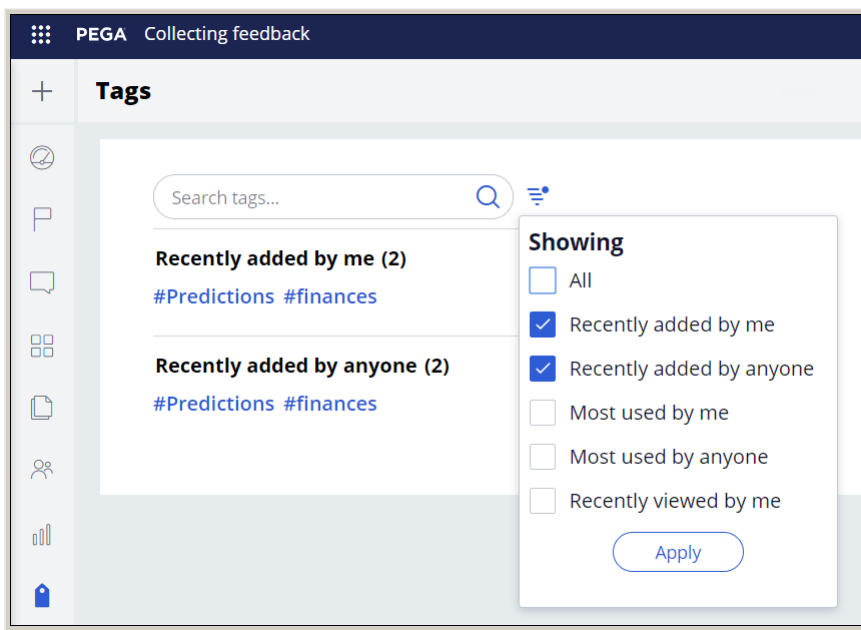 PEGA Collecting feedback
Tags
Search tags...
Recently added by me (2)
#Predictions #finances
Recently added by anyone (2)
#Predictions #finances
Showing
All
Recently added by me
Recently added by anyone
Most used by me
Most used by anyone
Recently viewed by me
Apply